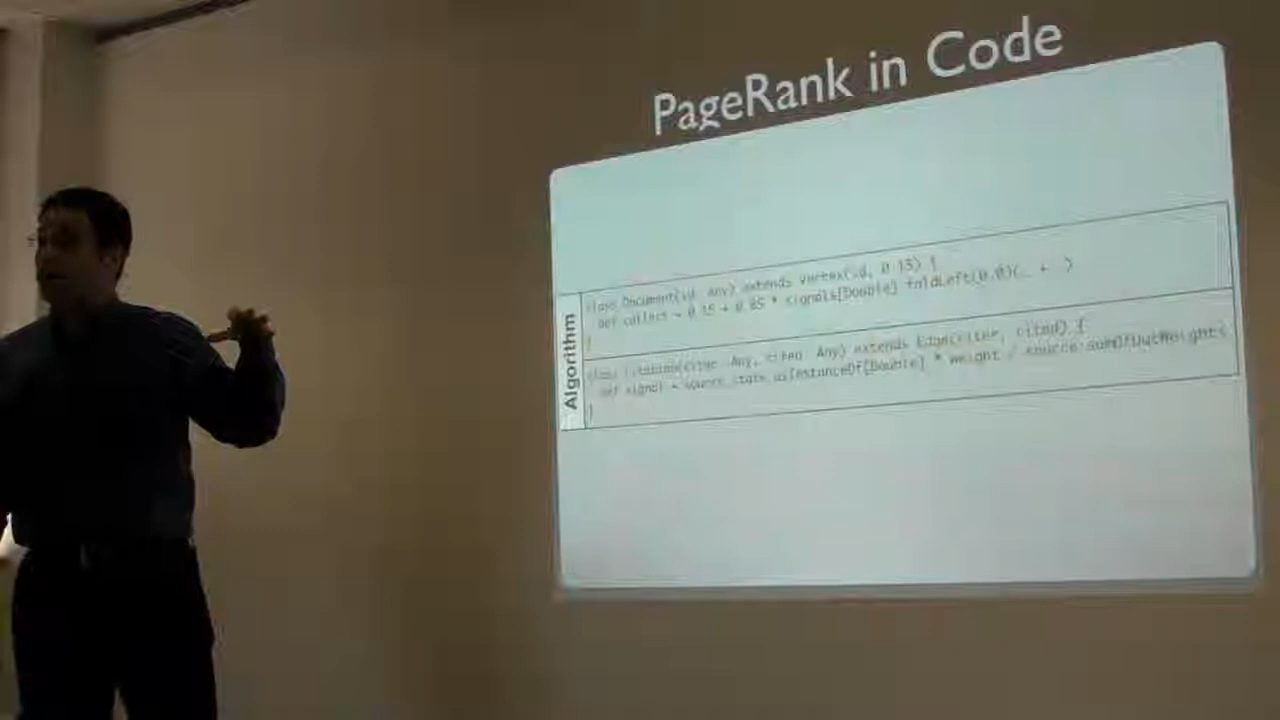 PageRank in Code
Algorithm
class Document(id: Any) extends Vertex(id, 0.15) {
def collect = 0.15 + 0.85 * signals[Double] foldLeft(0.0)(_ + _)
}
class Citation(citer: Any, cited: Any) extends Edge(citer, cited) {
def signal = source.state.asInstanceOf[Double] * weight / source.sumOfOutWeights
}